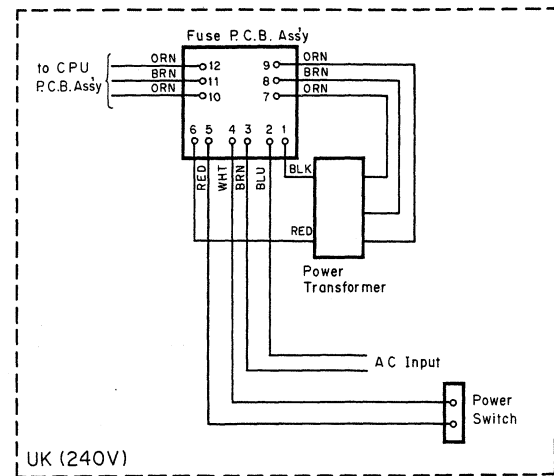 Fuse P.C.B. Ass'y
to CPU
P.C.B. Ass'y
ORN
BRN
ORN
12
11
10
9
8
7
ORN
BRN
ORN
6 5 4 3 2 1
RED
WHT
BRN
BLU
BLK
RED
Power
Transformer
AC Input
Power
Switch
UK (240V)